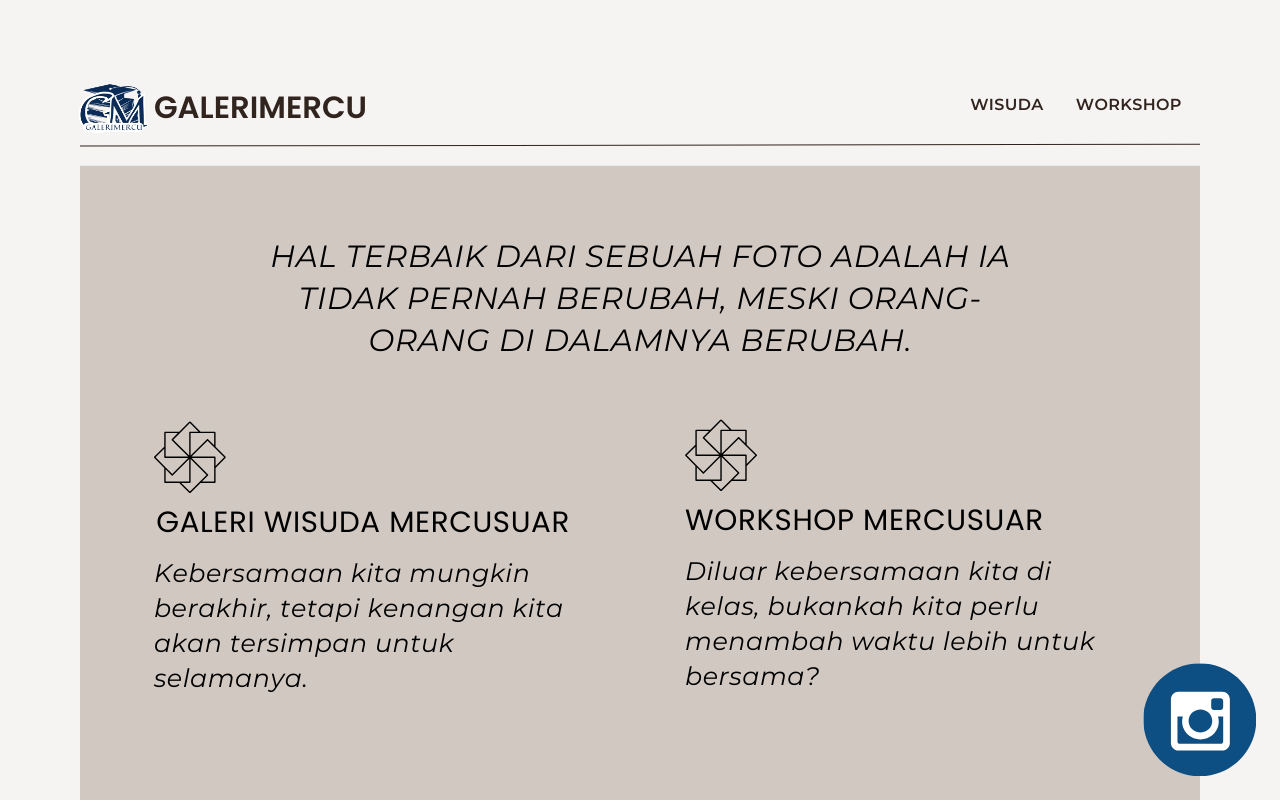 GALERIMERCU
GALERIMERCU
WISUDA
WORKSHOP
HAL TERBAIK DARI SEBUAH FOTO ADALAH IA
TIDAK PERNAH BERUBAH, MESKI ORANG-
ORANG DI DALAMNYA BERUBAH.
GALERI WISUDA MERCUSUAR
Kebersamaan kita mungkin
berakhir, tetapi kenangan kita
akan tersimpan untuk
selamanya.
WORKSHOP MERCUSUAR
Diluar kebersamaan kita di
kelas, bukankah kita perlu
menambah waktu lebih untuk
bersama?